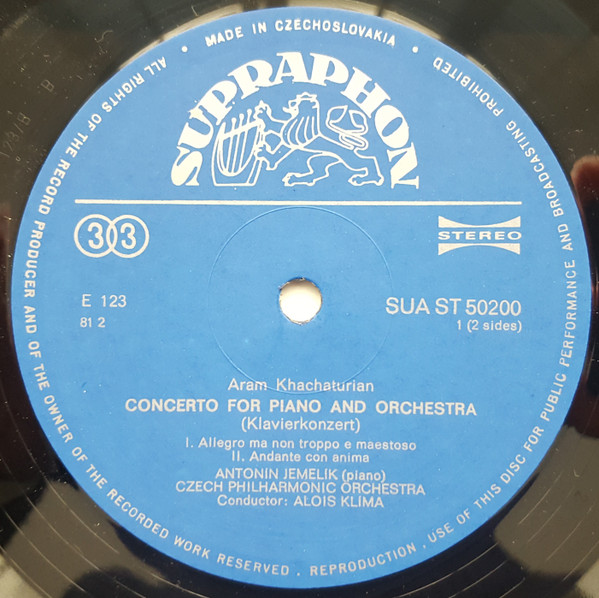 • MADE IN CZECHOSLOVAKIA •
ALL RIGHTS OF THE RECORD PRODUCER AND OF THE OWNER OF THE RECORDED WORK RESERVED . REPRODUCTION . USE OF THIS DISC FOR PUBLIC PERFORMANCE AND BROADCASTING PROHIBITED
SUPRAPHON
33
STEREO
E 123
SUA ST 50200
81 2
1 (2 sides)
Aram Khachaturian
CONCERTO FOR PIANO AND ORCHESTRA
(Klavierkonzert)
I. Allegro ma non troppo e maestoso
II. Andante con anima
ANTONIN JEMELIK (piano)
CZECH PHILHARMONIC ORCHESTRA
Conductor: ALOIS KLIMA